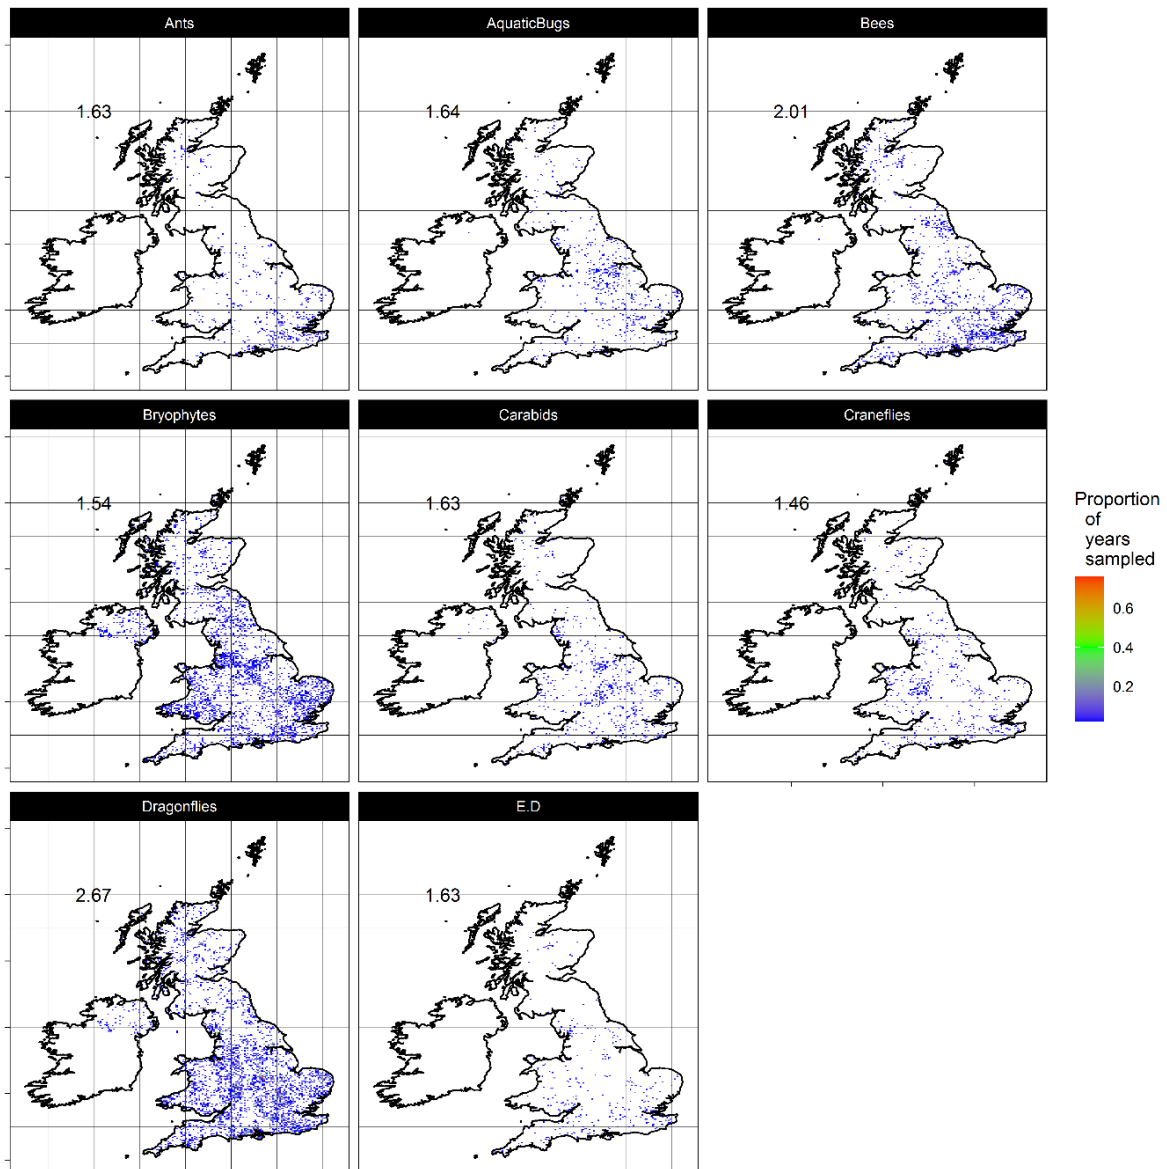 Ants
AquaticBugs
Bees
1.63
1.64
2.01
Bryophytes
Carabids
Craneflies
1.54
1.63
1.46
Proportion
of
years
sampled
0.6
0.4
0.2
Dragonflies
E.D
2.67
1.63